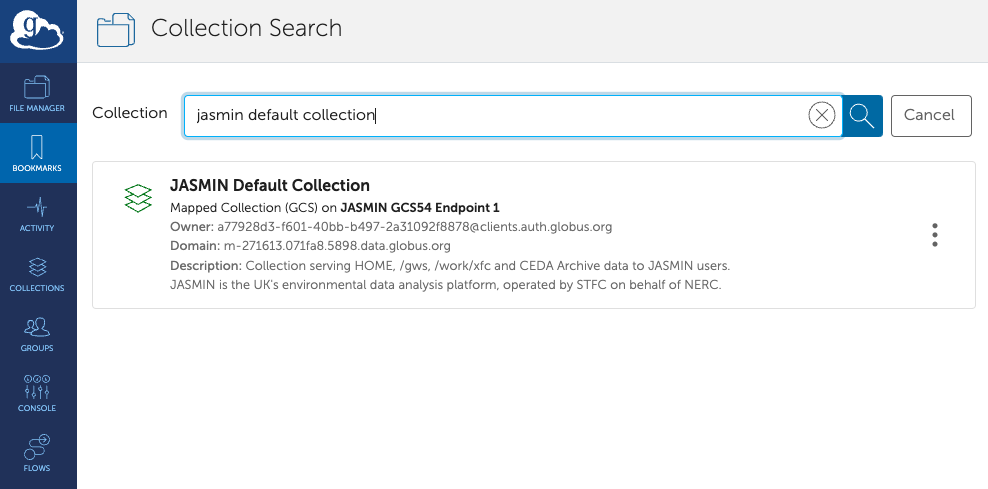 g
Collection Search
FILE MANAGER
BOOKMARKS
ACTIVITY
COLLECTIONS
GROUPS
CONSOLE
FLOWS
Collection
jasmin default collection
Cancel
JASMIN Default Collection
Mapped Collection (GCS) on JASMIN GCS54 Endpoint 1
Owner: a77928d3-f601-40bb-b497-2a31092f8878@clients.auth.globus.org
Domain: m-271613.071fa8.5898.data.globus.org
Description: Collection serving HOME, /gws, /work/xfc and CEDA Archive data to JASMIN users.
JASMIN is the UK's environmental data analysis platform, operated by STFC on behalf of NERC.